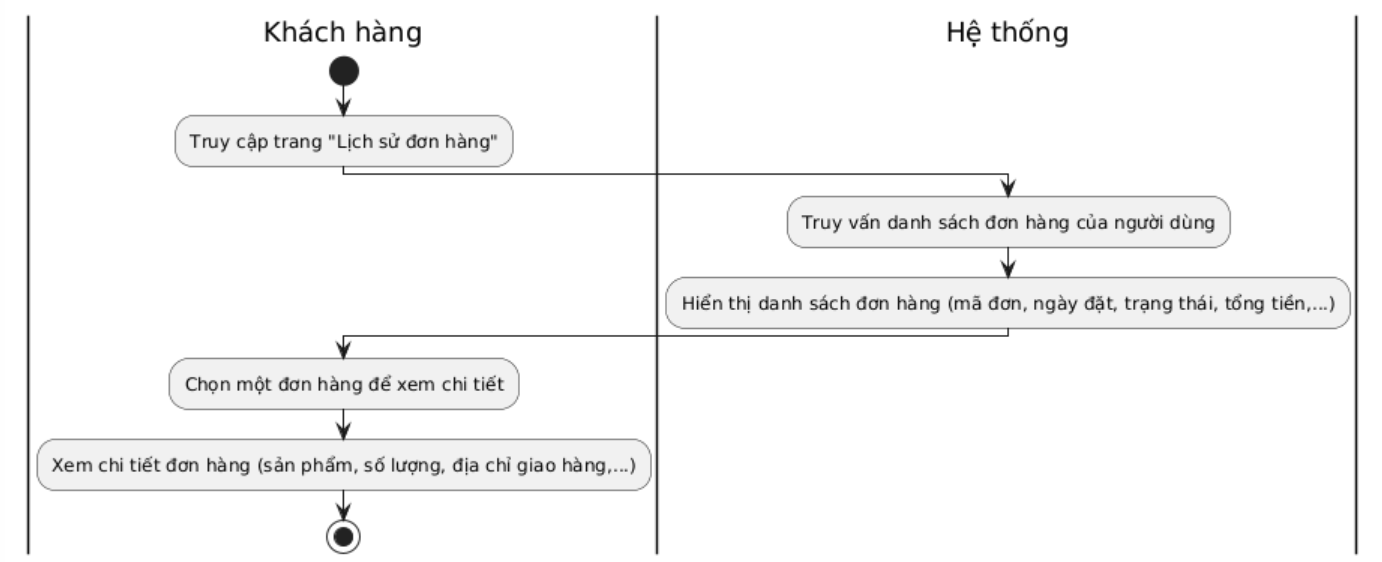 Khách hàng
Hệ thống
Truy cập trang "Lịch sử đơn hàng"
Truy vấn danh sách đơn hàng của người dùng
Hiển thị danh sách đơn hàng (mã đơn, ngày đặt, trạng thái, tổng tiền,...)
Chọn một đơn hàng để xem chi tiết
Xem chi tiết đơn hàng (sản phẩm, số lượng, địa chỉ giao hàng,...)